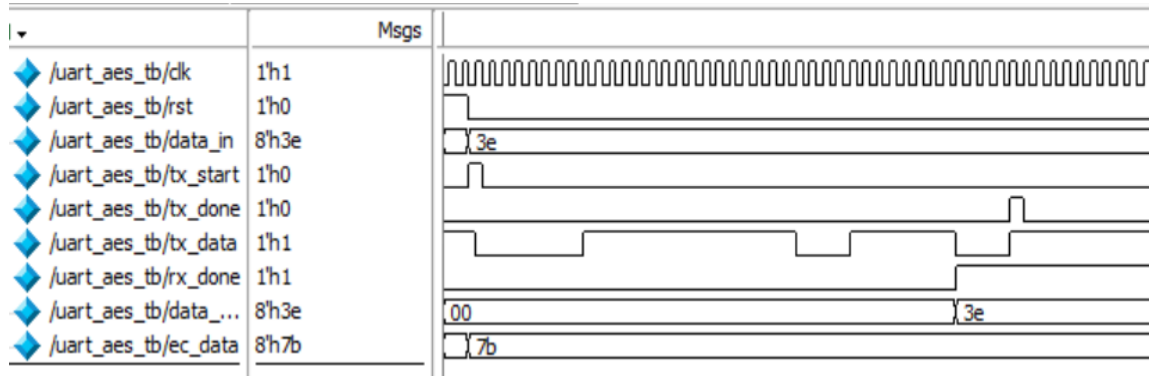 Msgs
/uart_aes_tb/clk 1'h1
/uart_aes_tb/rst 1'h0
/uart_aes_tb/data_in 8'h3e 3e
/uart_aes_tb/tx_start 1'h0
/uart_aes_tb/tx_done 1'h0
/uart_aes_tb/tx_data 1'h1
/uart_aes_tb/rx_done 1'h1
/uart_aes_tb/data_... 8'h3e 00 3e
/uart_aes_tb/ec_data 8'h7b 7b